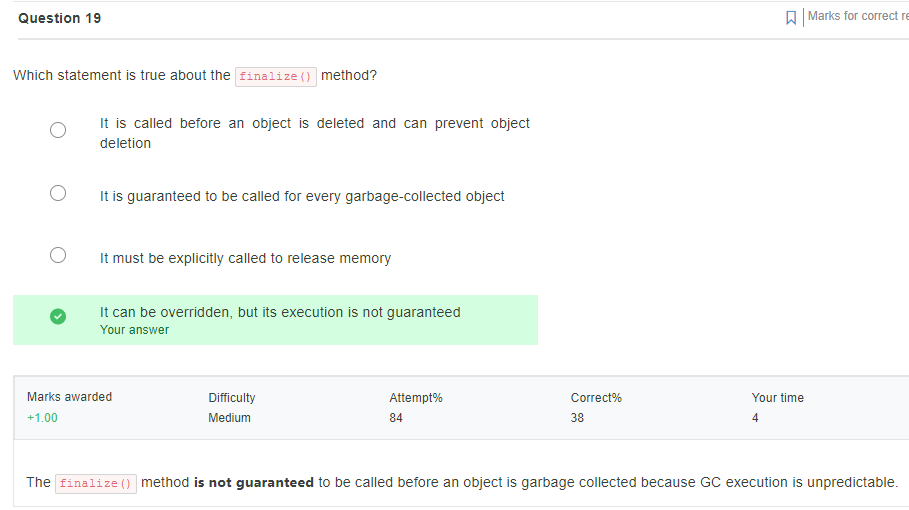 Question 19
Marks for correct re
Which statement is true about the finalize() method?
It is called before an object is deleted and can prevent object
deletion
It is guaranteed to be called for every garbage-collected object
It must be explicitly called to release memory
It can be overridden, but its execution is not guaranteed
Your answer
Marks awarded Difficulty Attempt% Correct% Your time
+1.00 Medium 84 38 4
The finalize() method is not guaranteed to be called before an object is garbage collected because GC execution is unpredictable.